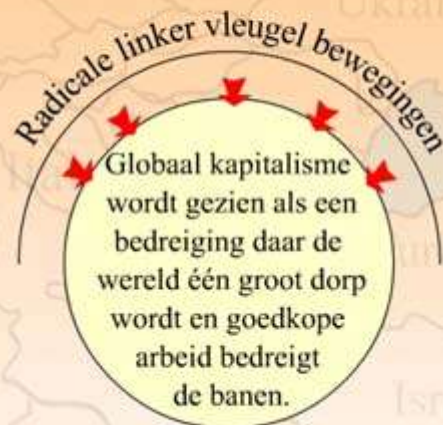 Radicale linker vleugel bewegingen
Globaal kapitalisme
wordt gezien als een
bedreiging daar de
wereld één groot dorp
wordt en goedkope
arbeid bedreigt
de banen.